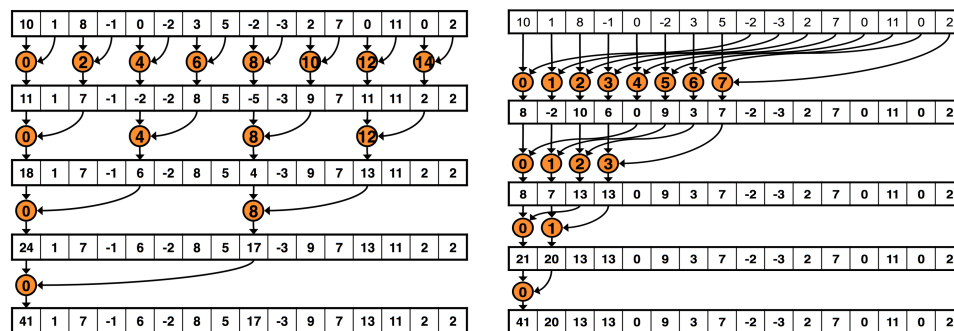 10 1 8 -1 0 -2 3 5 -2 -3 2 7 0 11 0 2
0 2 4 6 8 10 12 14
11 1 7 -1 -2 -2 8 5 -5 -3 9 7 11 11 2 2
0 4 8 12
18 1 7 -1 6 -2 8 5 4 -3 9 7 13 11 2 2
0 8
24 1 7 -1 6 -2 8 5 17 -3 9 7 13 11 2 2
0
41 1 7 -1 6 -2 8 5 17 -3 9 7 13 11 2 2
10 1 8 -1 0 -2 3 5 -2 -3 2 7 0 11 0 2
0 1 2 3 4 5 6 7
8 -2 10 6 0 9 3 7 -2 -3 2 7 0 11 0 2
0 1 2 3
8 7 13 13 0 9 3 7 -2 -3 2 7 0 11 0 2
0 1
21 20 13 13 0 9 3 7 -2 -3 2 7 0 11 0 2
0
41 20 13 13 0 9 3 7 -2 -3 2 7 0 11 0 2